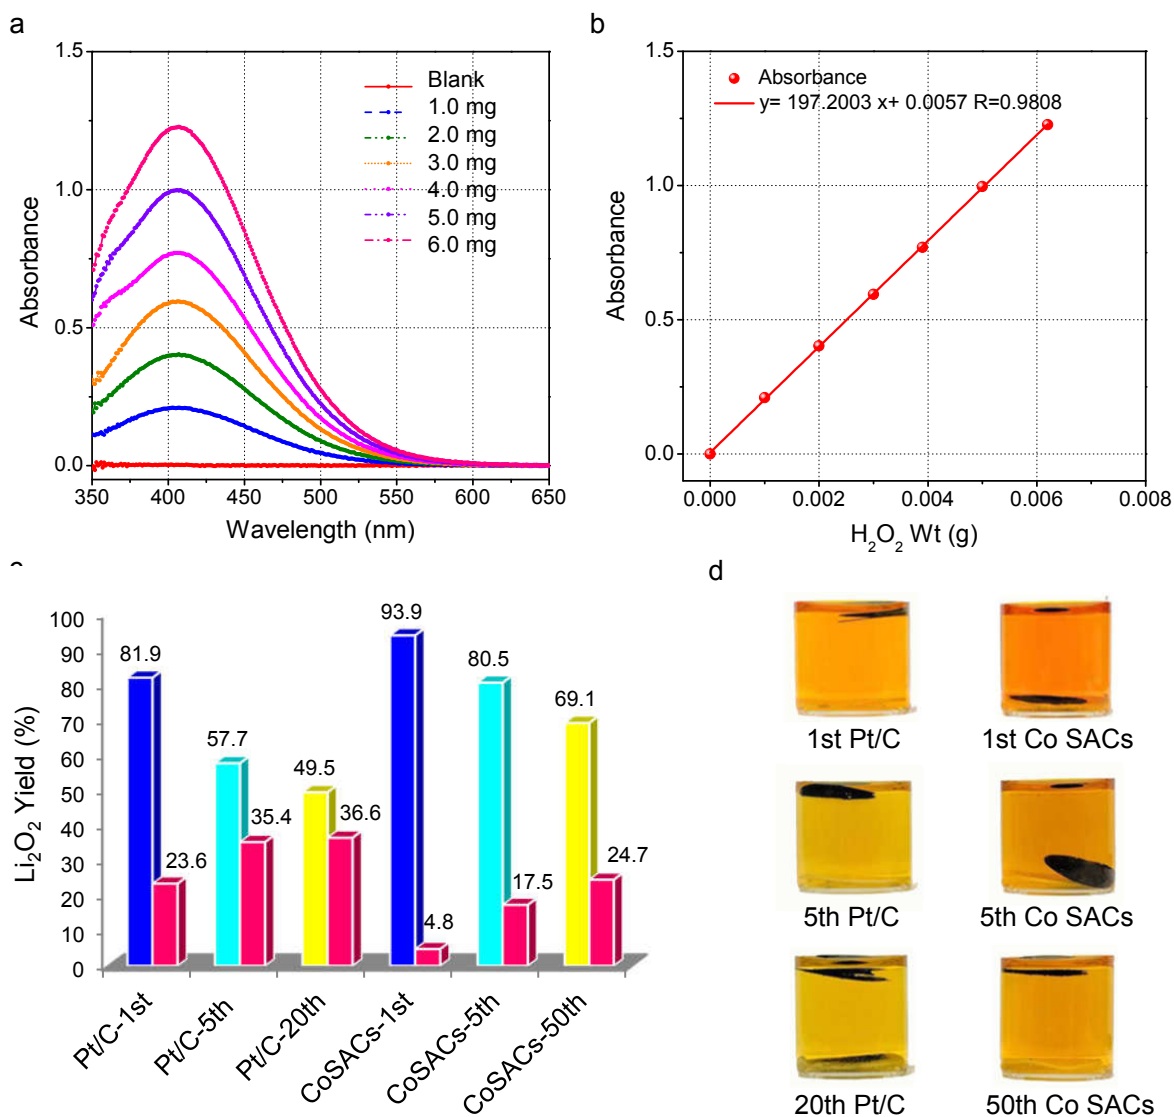 a
1.5
1.0
0.5
0.0
Absorbance
350 400 450 500 550 600 650
Wavelength (nm)
Blank
1.0 mg
2.0 mg
3.0 mg
4.0 mg
5.0 mg
6.0 mg
b
1.5
1.0
0.5
0.0
Absorbance
0.000 0.002 0.004 0.006 0.008
H₂O₂ Wt (g)
Absorbance
y= 197.2003 x+ 0.0057 R=0.9808
100
90
80
70
60
50
40
30
20
10
0
Li₂O₂ Yield (%)
81.9
23.6
57.7
35.4
49.5
36.6
93.9
4.8
80.5
17.5
69.1
24.7
Pt/C-1st
Pt/C-5th
Pt/C-20th
CoSACs-1st
CoSACs-5th
CoSACs-50th
d
1st Pt/C
1st Co SACs
5th Pt/C
5th Co SACs
20th Pt/C
50th Co SACs